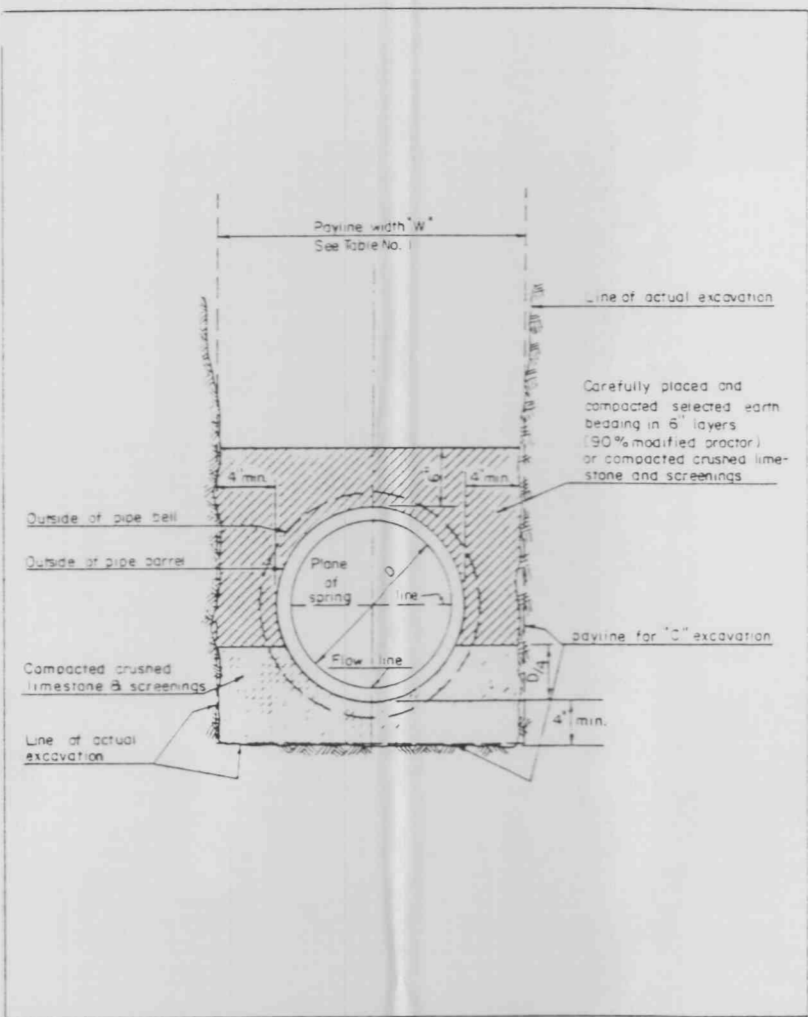 Payline width "W"
See Table No. 1
Line of actual excavation
Carefully placed and
compacted selected earth
bedding in 6" layers
(90% modified proctor)
or compacted crushed lime-
stone and screenings
4" min.
6"
4" min.
Outside of pipe bell
Outside of pipe barrel
Plane
of
spring
line
D
Flow line
payline for "C" excavation
Compacted crushed
limestone & screenings
D/4
4" min.
Line of actual
excavation